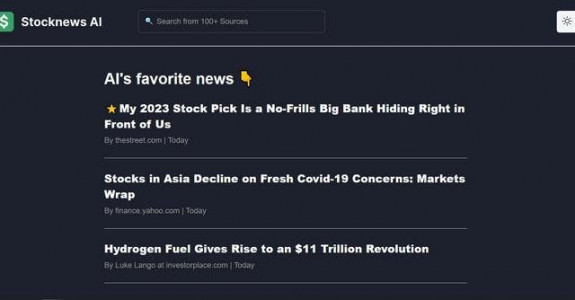 Stocknews AI
Search from 100+ Sources
AI's favorite news 👇
⭐My 2023 Stock Pick Is a No-Frills Big Bank Hiding Right in
Front of Us
By thestreet.com | Today
Stocks in Asia Decline on Fresh Covid-19 Concerns: Markets
Wrap
By finance.yahoo.com | Today
Hydrogen Fuel Gives Rise to an $11 Trillion Revolution
By Luke Lango at investorplace.com | Today